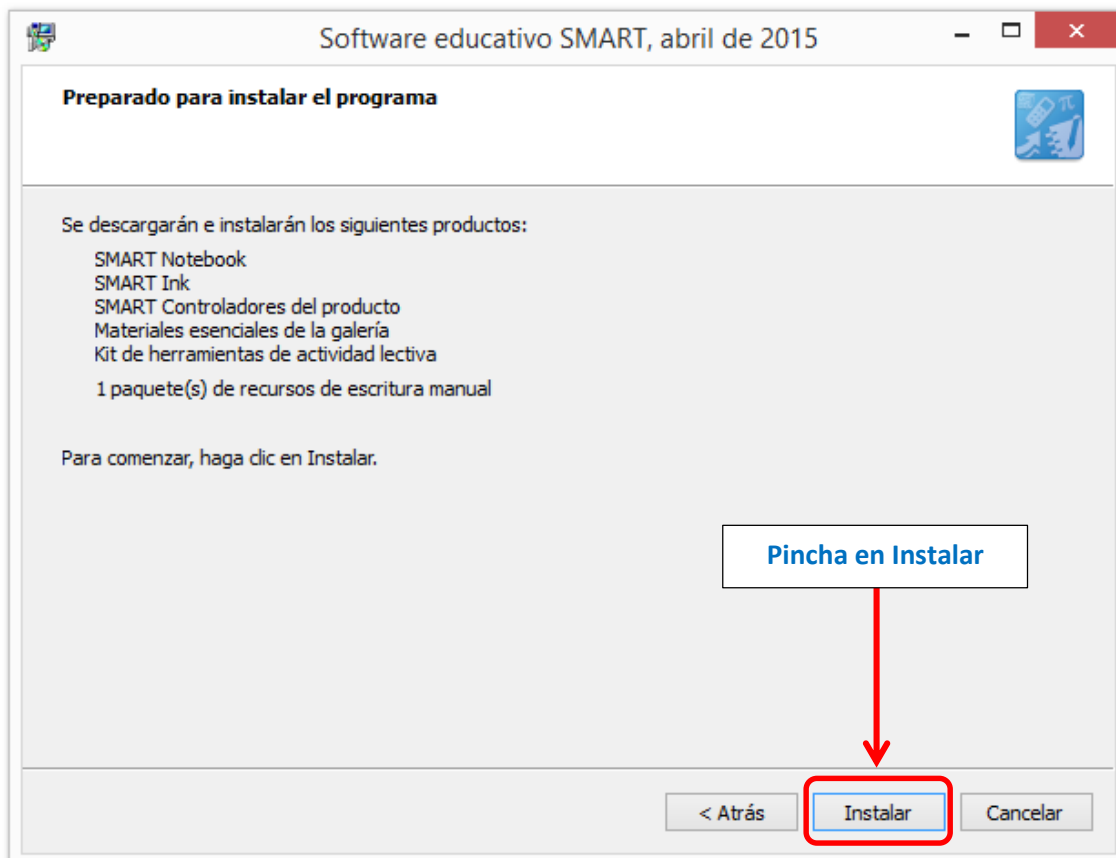 Software educativo SMART, abril de 2015
Preparado para instalar el programa
Se descargarán e instalarán los siguientes productos:
SMART Notebook
SMART Ink
SMART Controladores del producto
Materiales esenciales de la galería
Kit de herramientas de actividad lectiva
1 paquete(s) de recursos de escritura manual
Para comenzar, haga clic en Instalar.
Pincha en Instalar
< Atrás
Instalar
Cancelar